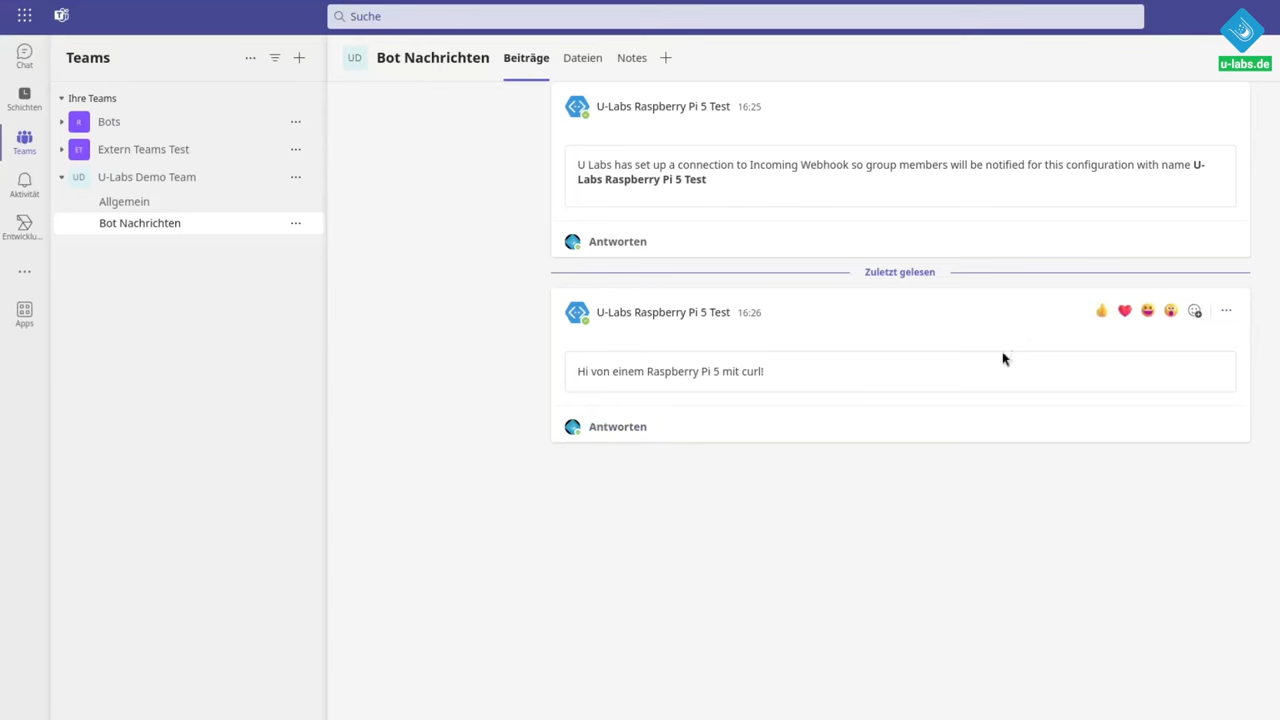 Suche
u-labs.de
Chat
Schichten
Teams
Aktivität
Entwicklu...
Apps
Teams
Ihre Teams
R Bots
ET Extern Teams Test
UD U-Labs Demo Team
Allgemein
Bot Nachrichten
UD Bot Nachrichten Beiträge Dateien Notes
U-Labs Raspberry Pi 5 Test 16:25
U Labs has set up a connection to Incoming Webhook so group members will be notified for this configuration with name U-
Labs Raspberry Pi 5 Test
Antworten
Zuletzt gelesen
U-Labs Raspberry Pi 5 Test 16:26
Hi von einem Raspberry Pi 5 mit curl!
Antworten